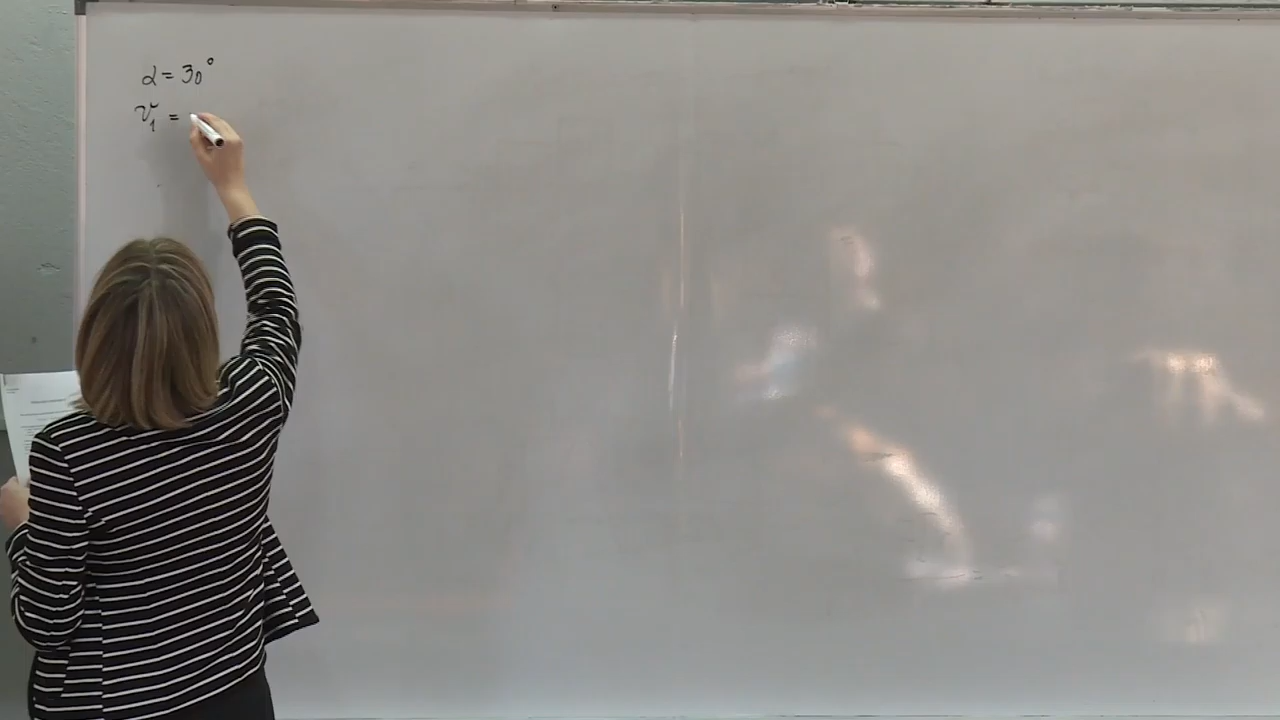 α = 30°
v₁ =